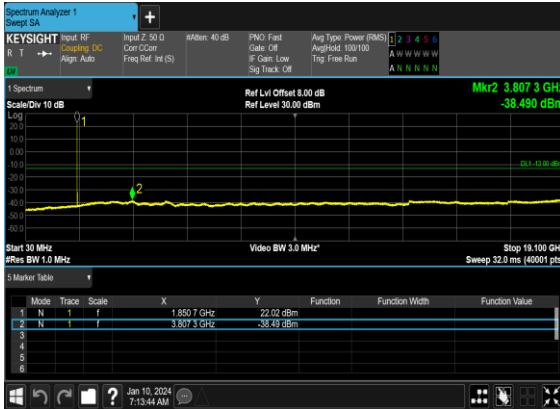 Spectrum Analyzer 1
Swept SA
KEYSIGHT Input: RF Input Z: 50 Ω #Atten: 40 dB PNO: Fast Avg Type: Power (RMS) 1 2 3 4 5 6
R T Coupling: DC Corr CCorr Gate: Off Avg|Hold: 100/100 A W W W W W
Align: Auto Freq Ref: Int (S) IF Gain: Low Trig: Free Run
Sig Track: Off A N N N N N
1 Spectrum Ref Lvl Offset 8.00 dB Mkr2 3.807 3 GHz
Scale/Div 10 dB Ref Level 30.00 dBm -38.490 dBm
Log
20.0
10.0
0.00
-10.0
DL1 -13.00 dBm
-20.0
-30.0
-40.0
-50.0
-60.0
1
2
Start 30 MHz Video BW 3.0 MHz* Stop 19.100 GHz
#Res BW 1.0 MHz Sweep 32.0 ms (40001 pts)
5 Marker Table
Mode Trace Scale X Y Function Function Width Function Value
1 N 1 f 1.850 7 GHz 22.02 dBm
2 N 1 f 3.807 3 GHz -38.49 dBm
3
4
5
6
Jan 10, 2024
7:13:44 AM